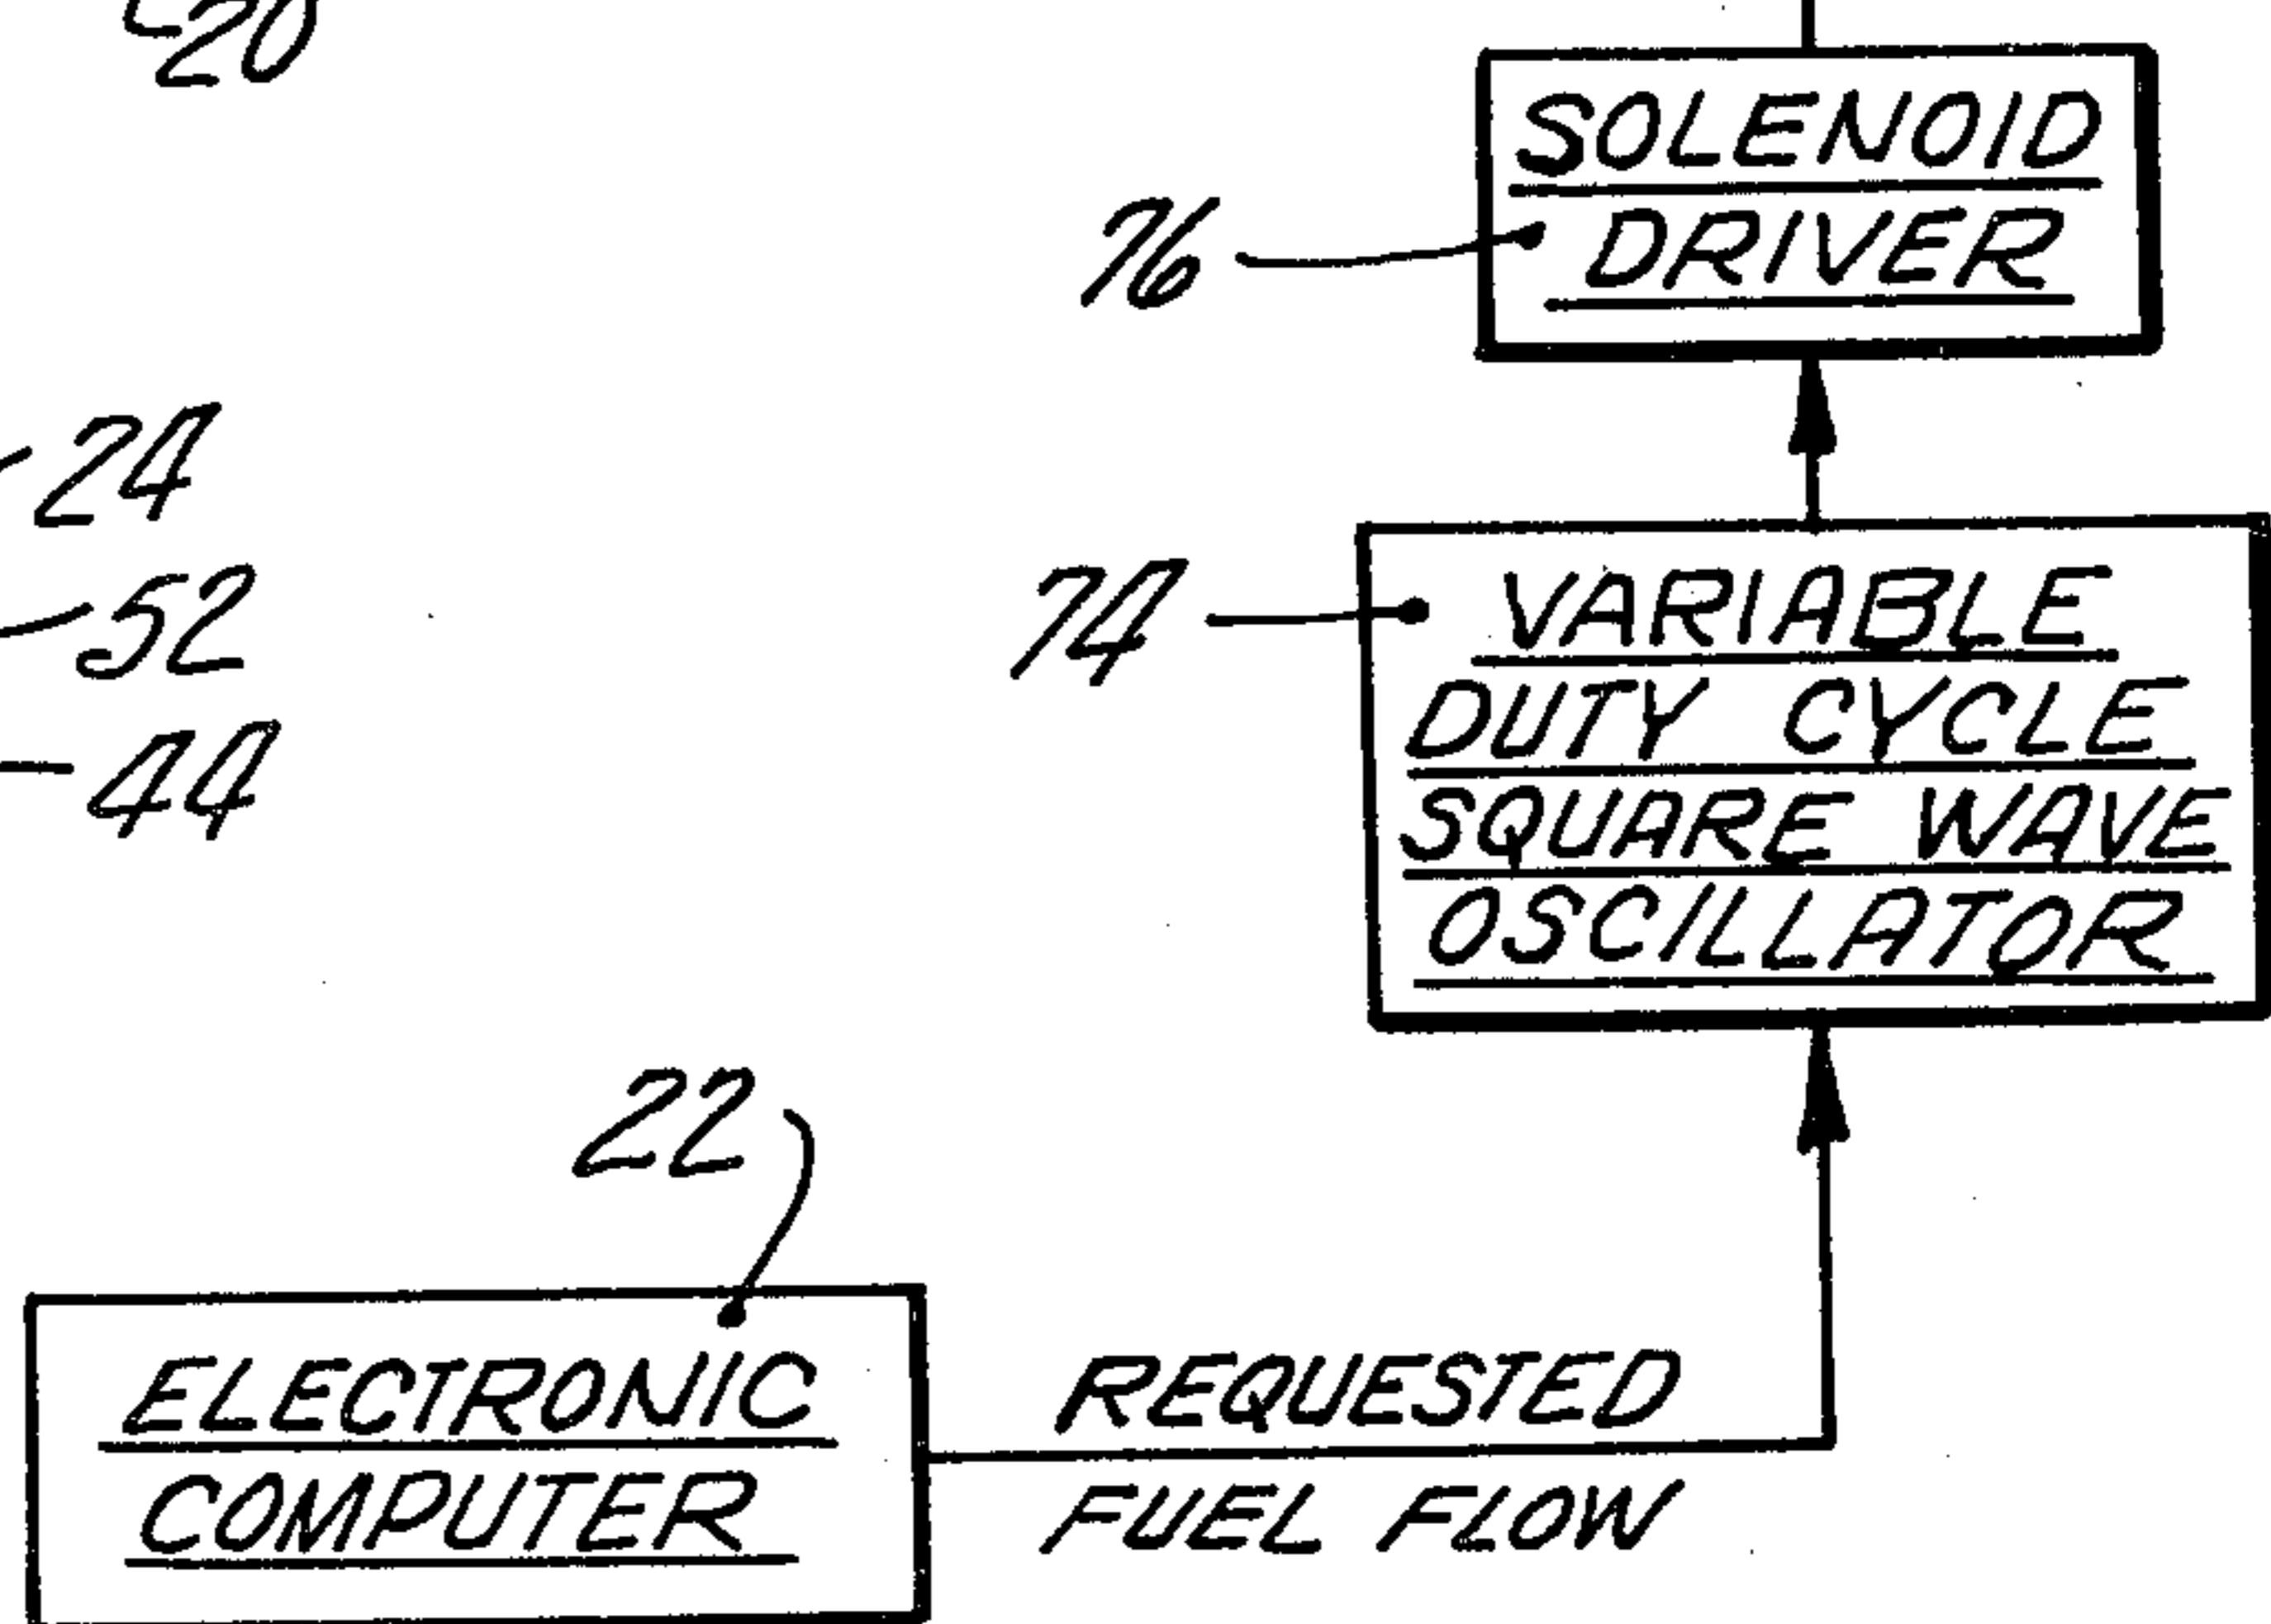 20
SOLENOID
DRIVER
76
24
52
44
74
VARIABLE
DUTY CYCLE
SQUARE WAVE
OSCILLATOR
22
ELECTRONIC
COMPUTER
REQUESTED
FUEL FLOW